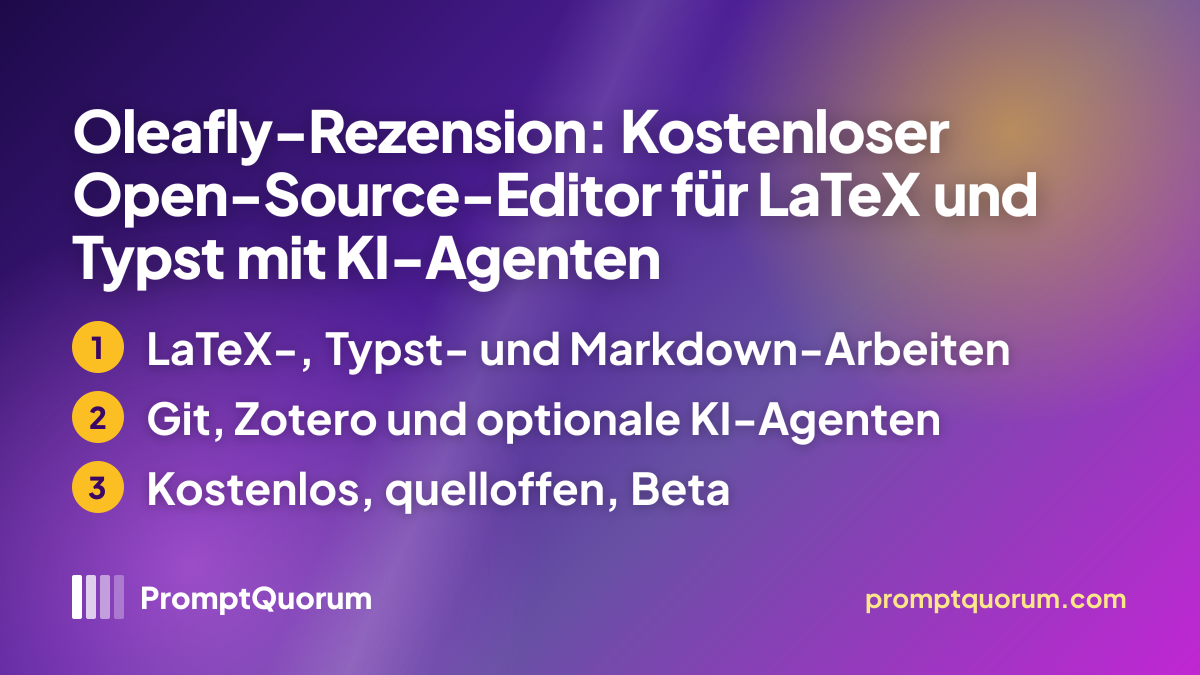 Oleafly-Rezension: Kostenloser
Open-Source-Editor für LaTeX und
Typst mit KI-Agenten
1 LaTeX-, Typst- und Markdown-Arbeiten
2 Git, Zotero und optionale KI-Agenten
3 Kostenlos, quelloffen, Beta
PromptQuorum
promptquorum.com